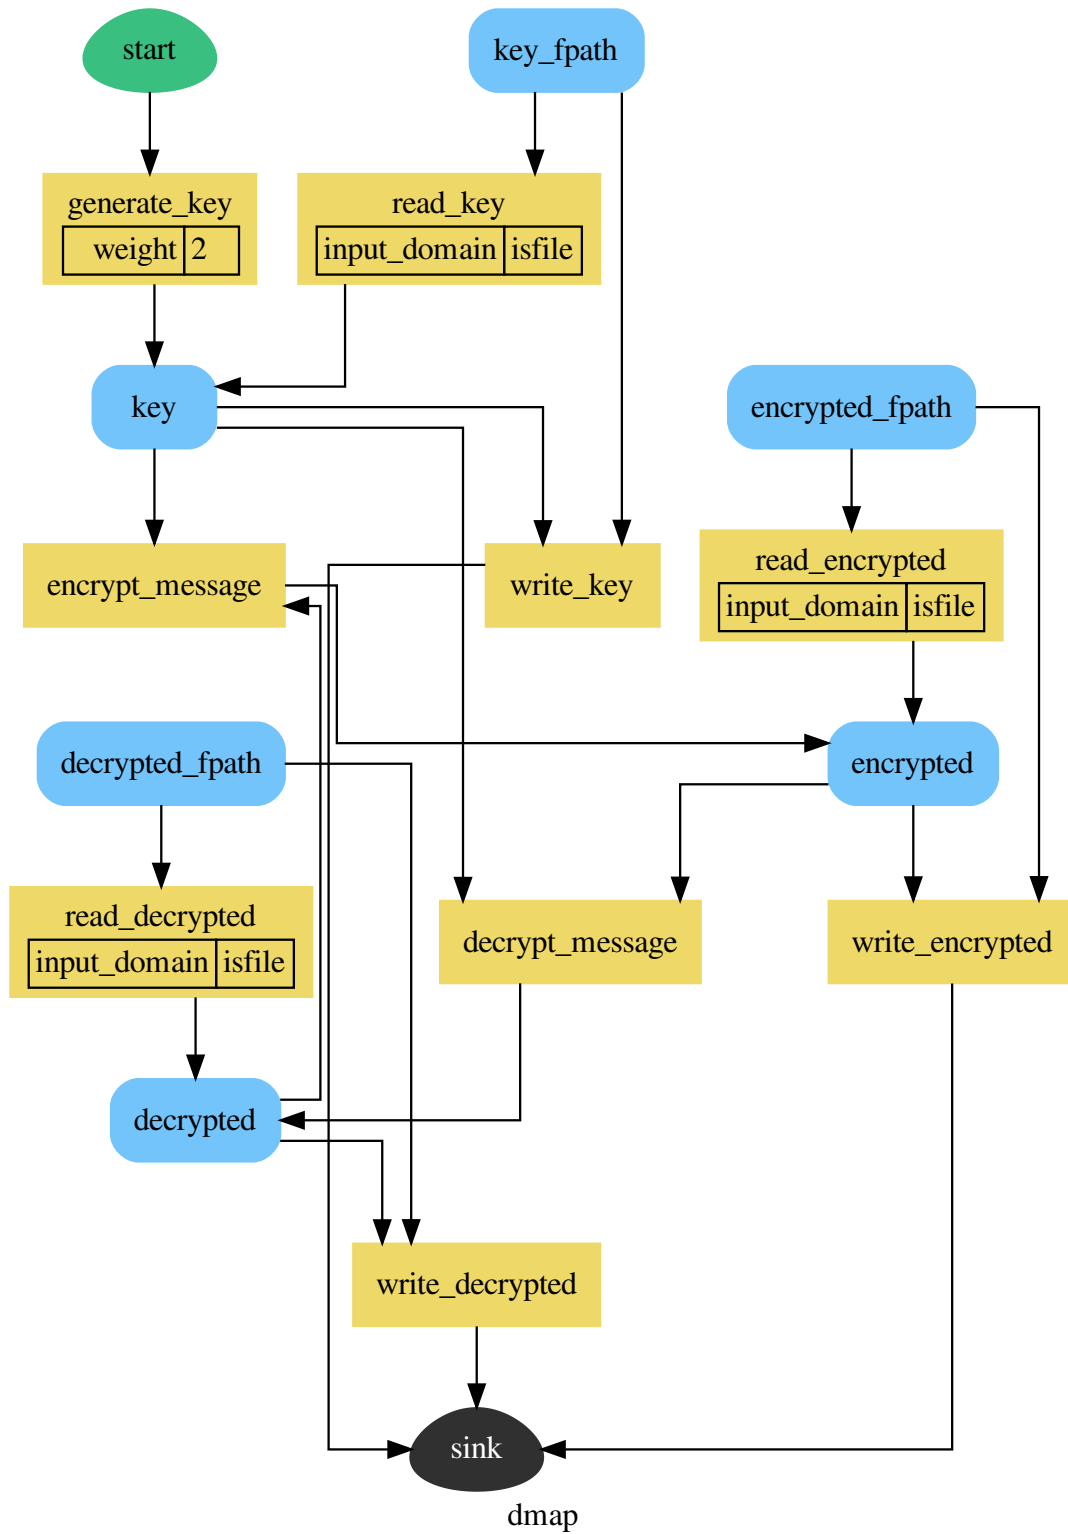 start
key_fpath
generate_key
weight 2
read_key
input_domain isfile
key
encrypted_fpath
encrypt_message
write_key
read_encrypted
input_domain isfile
decrypted_fpath
encrypted
read_decrypted
input_domain isfile
decrypt_message
write_encrypted
decrypted
write_decrypted
sink
dmap